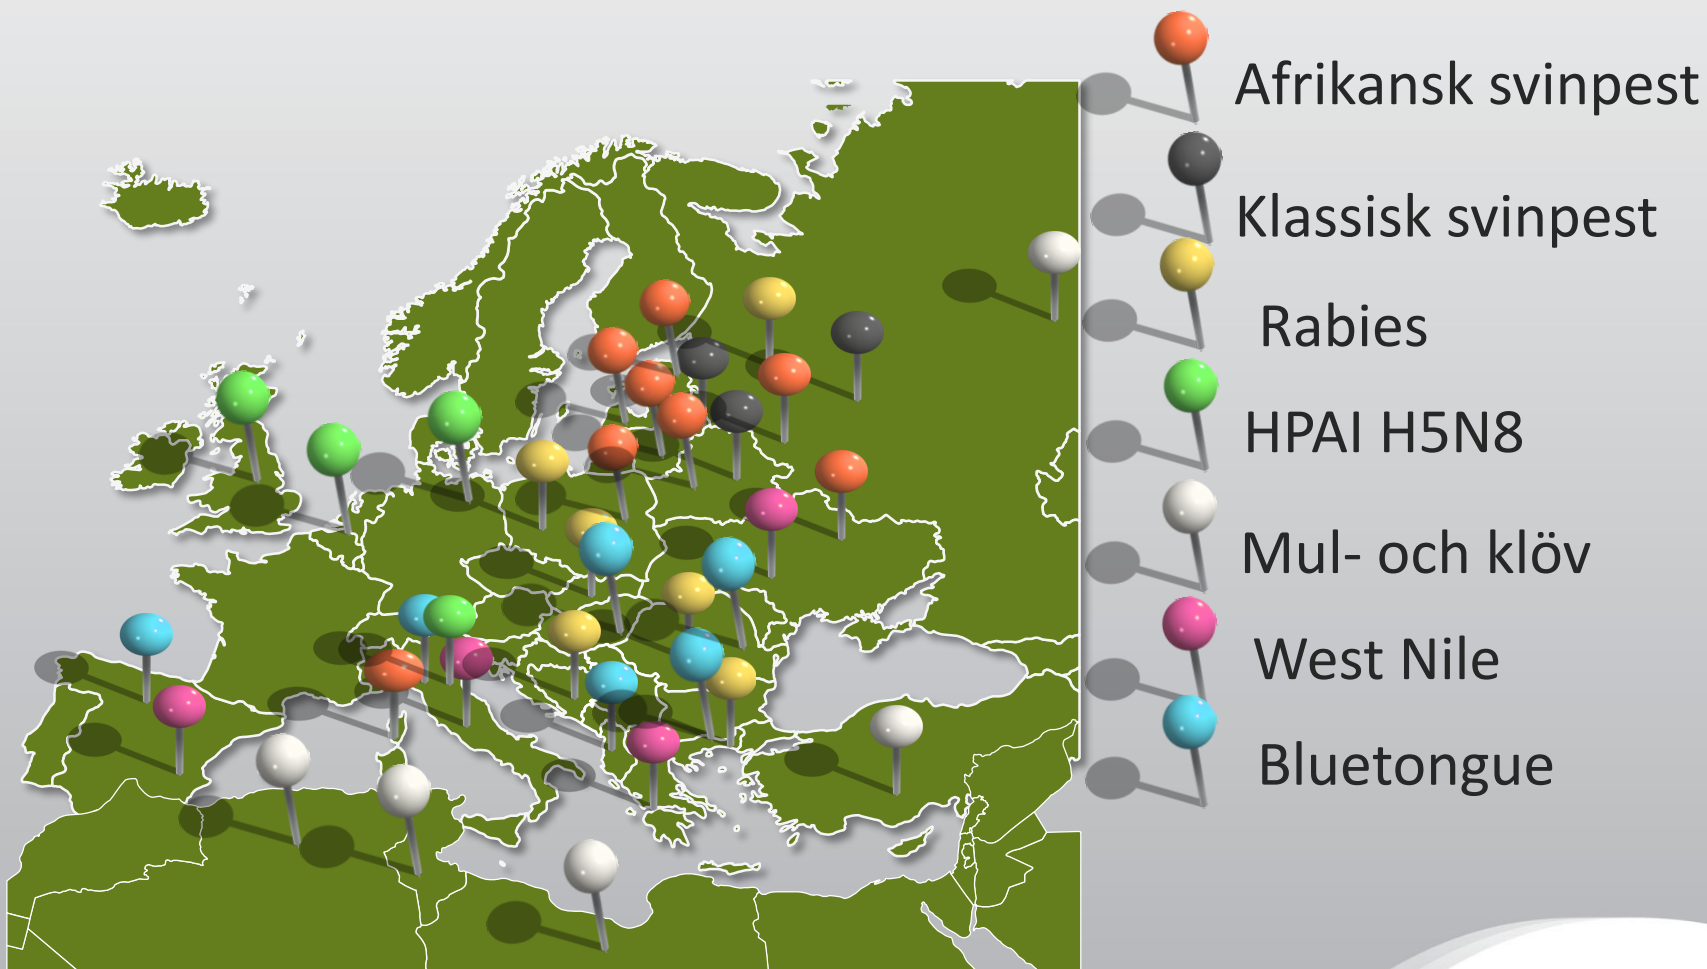 Afrikansk svinpest
Klassisk svinpest
Rabies
HPAI H5N8
Mul- och klöv
West Nile
Bluetongue